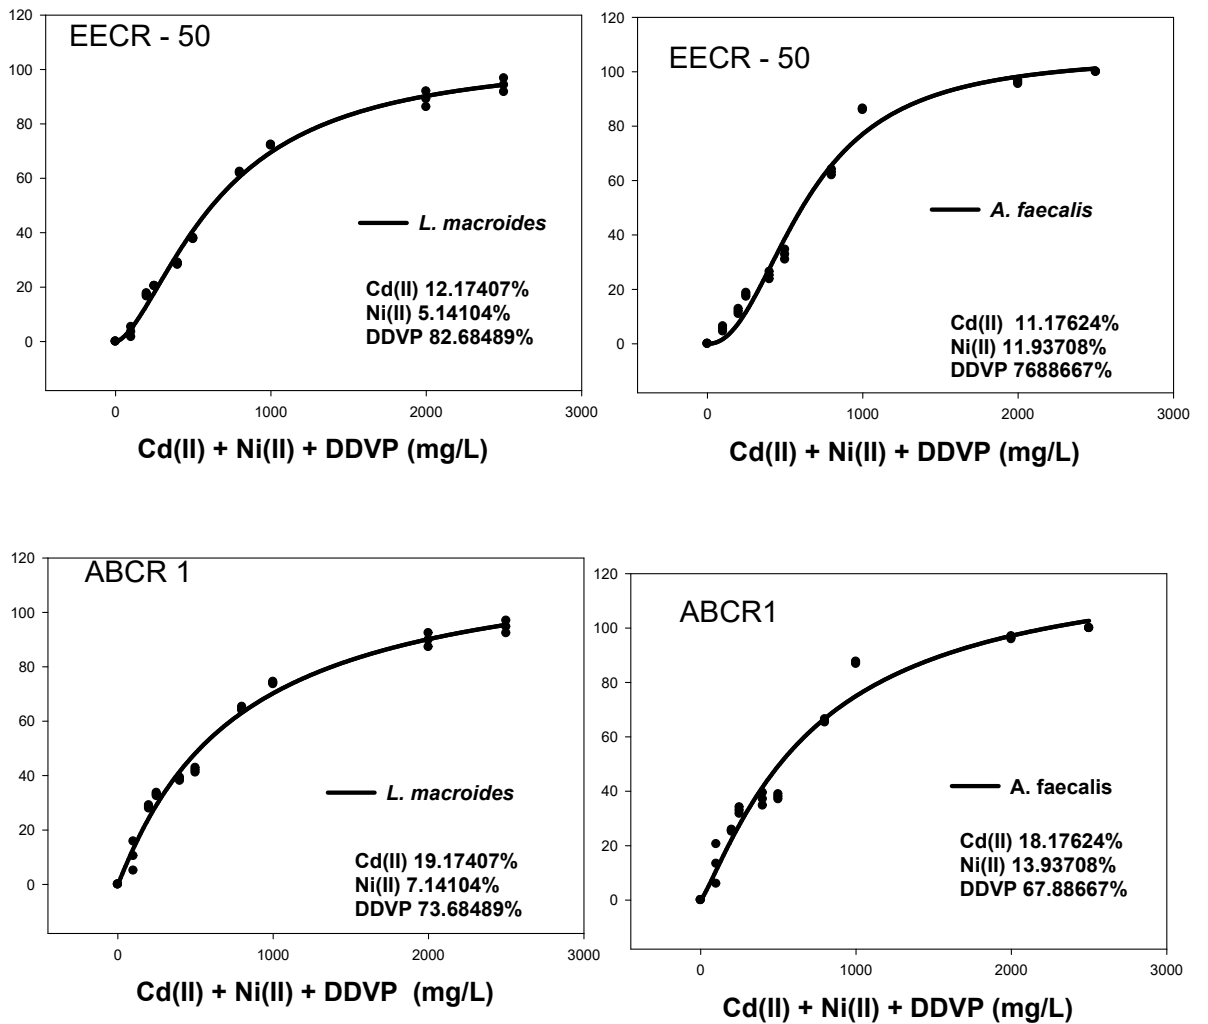 EECR - 50
120
100
80
60
40
20
0
L. macroides
Cd(II) 12.17407%
Ni(II) 5.14104%
DDVP 82.68489%
0 1000 2000 3000
Cd(II) + Ni(II) + DDVP (mg/L)
EECR - 50
120
100
80
60
40
20
0
A. faecalis
Cd(II) 11.17624%
Ni(II) 11.93708%
DDVP 7688667%
0 1000 2000 3000
Cd(II) + Ni(II) + DDVP (mg/L)
ABCR 1
120
100
80
60
40
20
0
L. macroides
Cd(II) 19.17407%
Ni(II) 7.14104%
DDVP 73.68489%
0 1000 2000 3000
Cd(II) + Ni(II) + DDVP (mg/L)
ABCR1
120
100
80
60
40
20
0
A. faecalis
Cd(II) 18.17624%
Ni(II) 13.93708%
DDVP 67.88667%
0 1000 2000 3000
Cd(II) + Ni(II) + DDVP (mg/L)